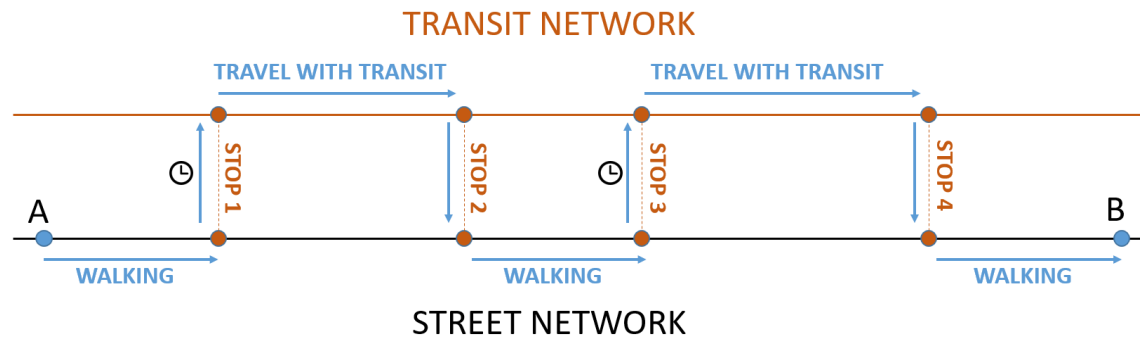 TRANSIT NETWORK
TRAVEL WITH TRANSIT
TRAVEL WITH TRANSIT
STOP 1
STOP 2
STOP 3
STOP 4
A
B
WALKING
WALKING
WALKING
STREET NETWORK